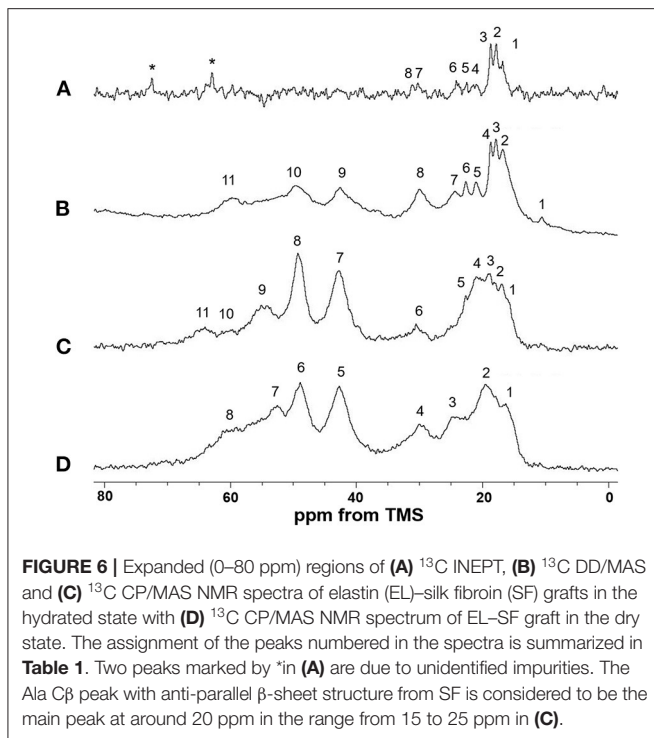 * * 8 7 6 5 4 3 2 1
A
11 10 9 8 7 6 5 4 3 2 1
B
11 10 9 8 7 6 5 4 3 2 1
C
8 7 6 5 4 3 2 1
D
80 60 40 20 0
ppm from TMS
FIGURE 6 | Expanded (0–80 ppm) regions of (A) ¹³C INEPT, (B) ¹³C DD/MAS
and (C) ¹³C CP/MAS NMR spectra of elastin (EL)–silk fibroin (SF) grafts in the
hydrated state with (D) ¹³C CP/MAS NMR spectrum of EL–SF graft in the dry
state. The assignment of the peaks numbered in the spectra is summarized in
Table 1. Two peaks marked by *in (A) are due to unidentified impurities. The
Ala Cβ peak with anti-parallel β-sheet structure from SF is considered to be the
main peak at around 20 ppm in the range from 15 to 25 ppm in (C).